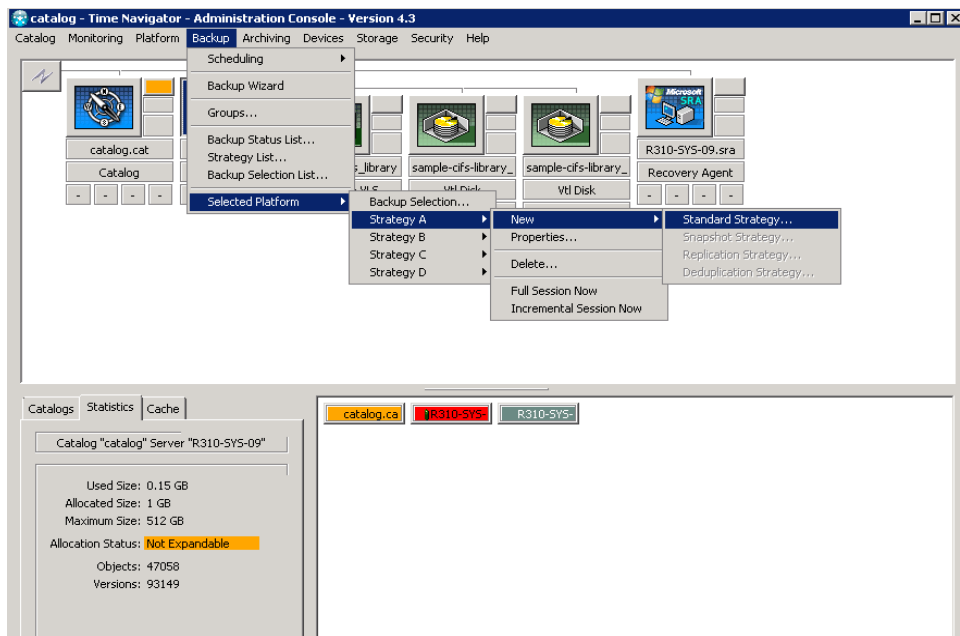 catalog - Time Navigator - Administration Console - Version 4.3
Catalog Monitoring Platform Backup Archiving Devices Storage Security Help
Scheduling
Backup Wizard
Groups...
Backup Status List...
Strategy List...
Backup Selection List...
Selected Platform
Backup Selection...
Strategy A
Strategy B
Strategy C
Strategy D
New
Properties...
Delete...
Full Session Now
Incremental Session Now
Standard Strategy...
Snapshot Strategy...
Replication Strategy...
Deduplication Strategy...
Microsoft
SRA
catalog.cat
s_library
sample-cifs-library_
sample-cifs-library_
R310-SYS-09.sra
Catalog
VLS
Vtl Disk
Vtl Disk
Recovery Agent
- - - -
- - - -
Catalogs Statistics Cache
Catalog "catalog" Server "R310-SYS-09"
Used Size: 0.15 GB
Allocated Size: 1 GB
Maximum Size: 512 GB
Allocation Status: Not Expandable
Objects: 47058
Versions: 93149
catalog.ca
R310-SYS-
R310-SYS-